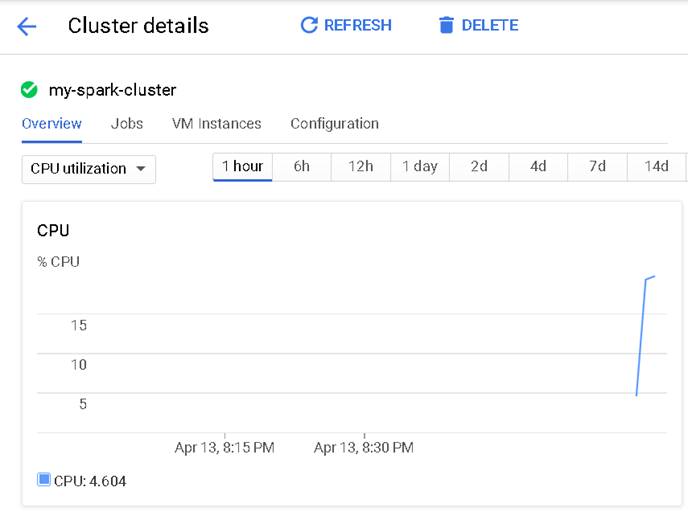 Cluster details REFRESH DELETE
my-spark-cluster
Overview Jobs VM Instances Configuration
CPU utilization 1 hour 6h 12h 1 day 2d 4d 7d 14d
CPU
% CPU
15
10
5
Apr 13, 8:15 PM Apr 13, 8:30 PM
CPU: 4.604